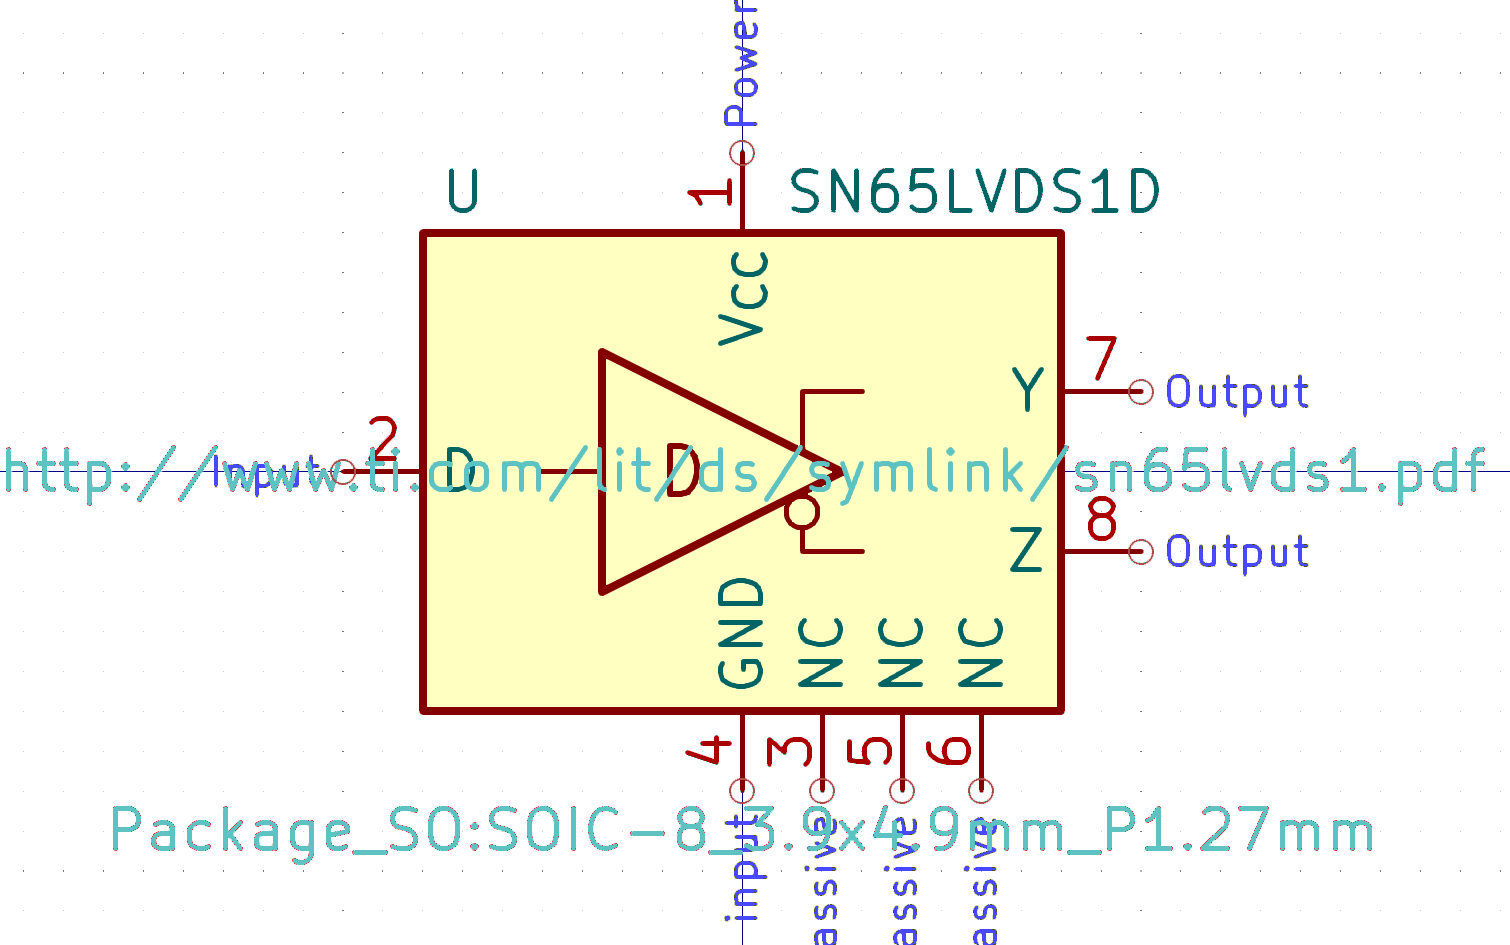 Power
U
SN65LVDS1D
1
Vcc
7
Y
Output
2
Input
D
D
http://www.ti.com/lit/ds/symlink/sn65lvds1.pdf
8
Z
Output
GND
NC
NC
NC
4
3
5
6
Package_SO:SOIC-8_3.9x4.9mm_P1.27mm
input
assive
assive
assive